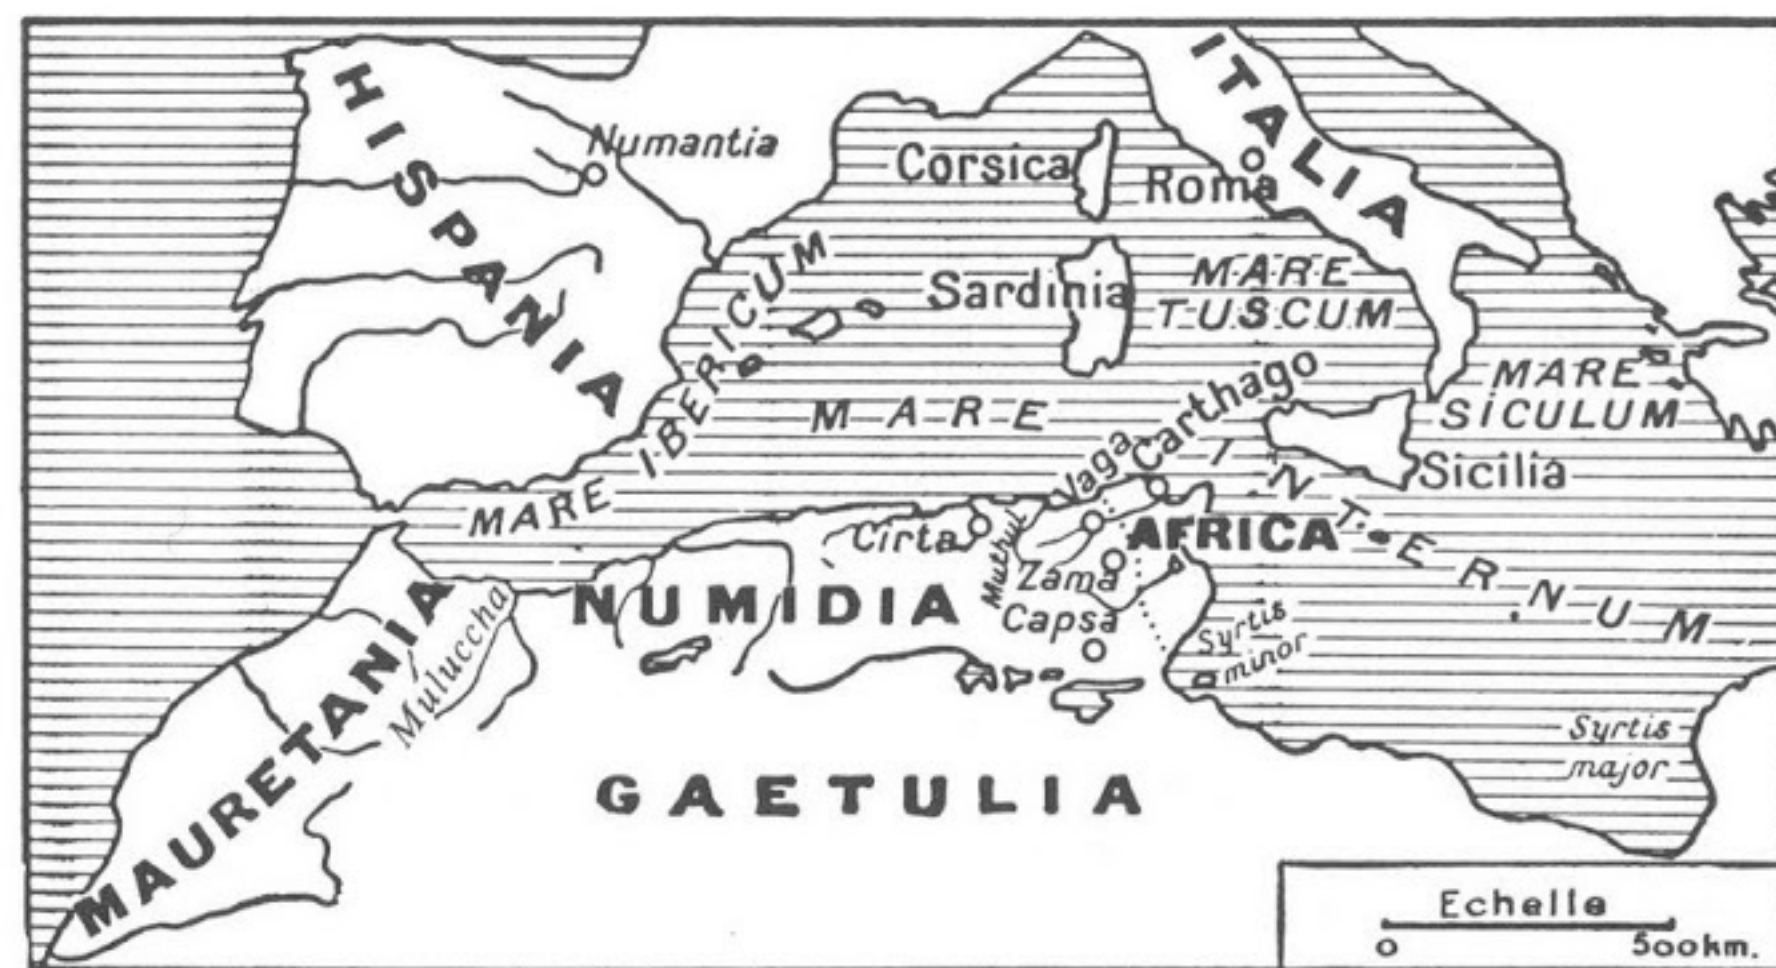 HISPANIA
Numantia
ITALIA
Corsica
Roma
Sardinia
MARE
TUSCUM
MARE IBERICUM
MARE INTERNUM
MARE
SICULUM
Sicilia
Carthago
Vaga
AFRICA
Cirta
Muthul
Zama
Capsa
NUMIDIA
MAURETANIA
Muluccha
Syrtis
minor
Syrtis
major
GAETULIA
Echelle
0 500km.